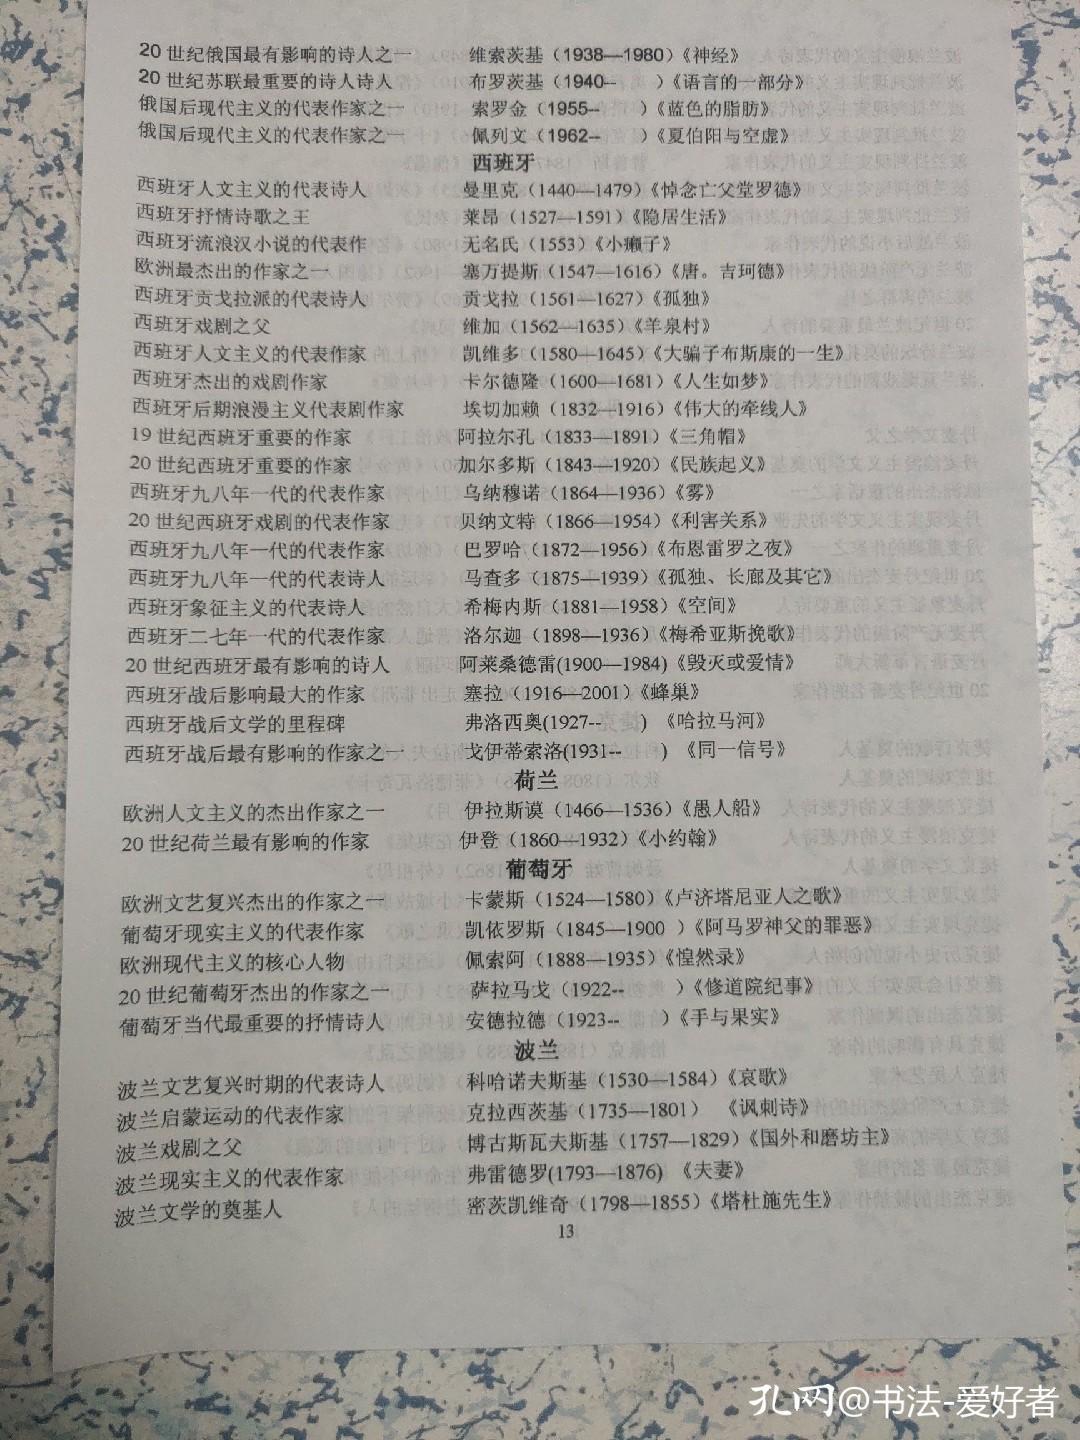 20世纪俄国最有影响的诗人之一 维索茨基（1938—1980）《神经》
20世纪苏联最重要的诗人诗人 布罗茨基（1940-- ）《语言的一部分》
俄国后现代主义的代表作家之一 索罗金（1955-- ）《蓝色的脂肪》
俄国后现代主义的代表作家之一 佩列文（1962-- ）《夏伯阳与空虚》
西班牙
西班牙人文主义的代表诗人 曼里克（1440—1479）《悼念亡父堂罗德》
西班牙抒情诗歌之王 莱昂（1527—1591）《隐居生活》
西班牙流浪汉小说的代表作 无名氏（1553）《小癞子》
欧洲最杰出的作家之一 塞万提斯（1547—1616）《唐。吉珂德》
西班牙贡戈拉派的代表诗人 贡戈拉（1561—1627）《孤独》
西班牙戏剧之父 维加（1562—1635）《羊泉村》
西班牙人文主义的代表作家 凯维多（1580—1645）《大骗子布斯康的一生》
西班牙杰出的戏剧作家 卡尔德隆（1600—1681）《人生如梦》
西班牙后期浪漫主义代表剧作家 埃切加赖（1832—1916）《伟大的牵线人》
19世纪西班牙重要的作家 阿拉尔孔（1833—1891）《三角帽》
20世纪西班牙重要的作家 加尔多斯（1843—1920）《民族起义》
西班牙九八年一代的代表作家 乌纳穆诺（1864—1936）《雾》
20世纪西班牙戏剧的代表作家 贝纳文特（1866—1954）《利害关系》
西班牙九八年一代的代表作家 巴罗哈（1872—1956）《布恩雷罗之夜》
西班牙九八年一代的代表诗人 马查多（1875—1939）《孤独、长廊及其它》
西班牙象征主义的代表诗人 希梅内斯（1881—1958）《空间》
西班牙二七年一代的代表作家 洛尔迦（1898—1936）《梅希亚斯挽歌》
20世纪西班牙最有影响的诗人 阿莱桑德雷(1900—1984)《毁灭或爱情》
西班牙战后影响最大的作家 塞拉（1916—2001）《蜂巢》
西班牙战后文学的里程碑 弗洛西奥(1927-- ) 《哈拉马河》
西班牙战后最有影响的作家之一 戈伊蒂索洛(1931-- ) 《同一信号》
荷兰
欧洲人文主义的杰出作家之一 伊拉斯谟（1466—1536）《愚人船》
20世纪荷兰最有影响的作家 伊登（1860—1932）《小约翰》
葡萄牙
欧洲文艺复兴杰出的作家之一 卡蒙斯（1524—1580）《卢济塔尼亚人之歌》
葡萄牙现实主义的代表作家 凯依罗斯（1845—1900 ）《阿马罗神父的罪恶》
欧洲现代主义的核心人物 佩索阿（1888—1935）《惶然录》
20世纪葡萄牙杰出的作家之一 萨拉马戈（1922-- ）《修道院纪事》
葡萄牙当代最重要的抒情诗人 安德拉德（1923-- ）《手与果实》
波兰
波兰文艺复兴时期的代表诗人 科哈诺夫斯基（1530—1584）《哀歌》
波兰启蒙运动的代表作家 克拉西茨基（1735—1801） 《讽刺诗》
波兰戏剧之父 博古斯瓦夫斯基（1757—1829）《国外和磨坊主》
波兰现实主义的代表作家 弗雷德罗(1793—1876) 《夫妻》
波兰文学的奠基人 密茨凯维奇（1798—1855）《塔杜施先生》
13
孔网@书法-爱好者